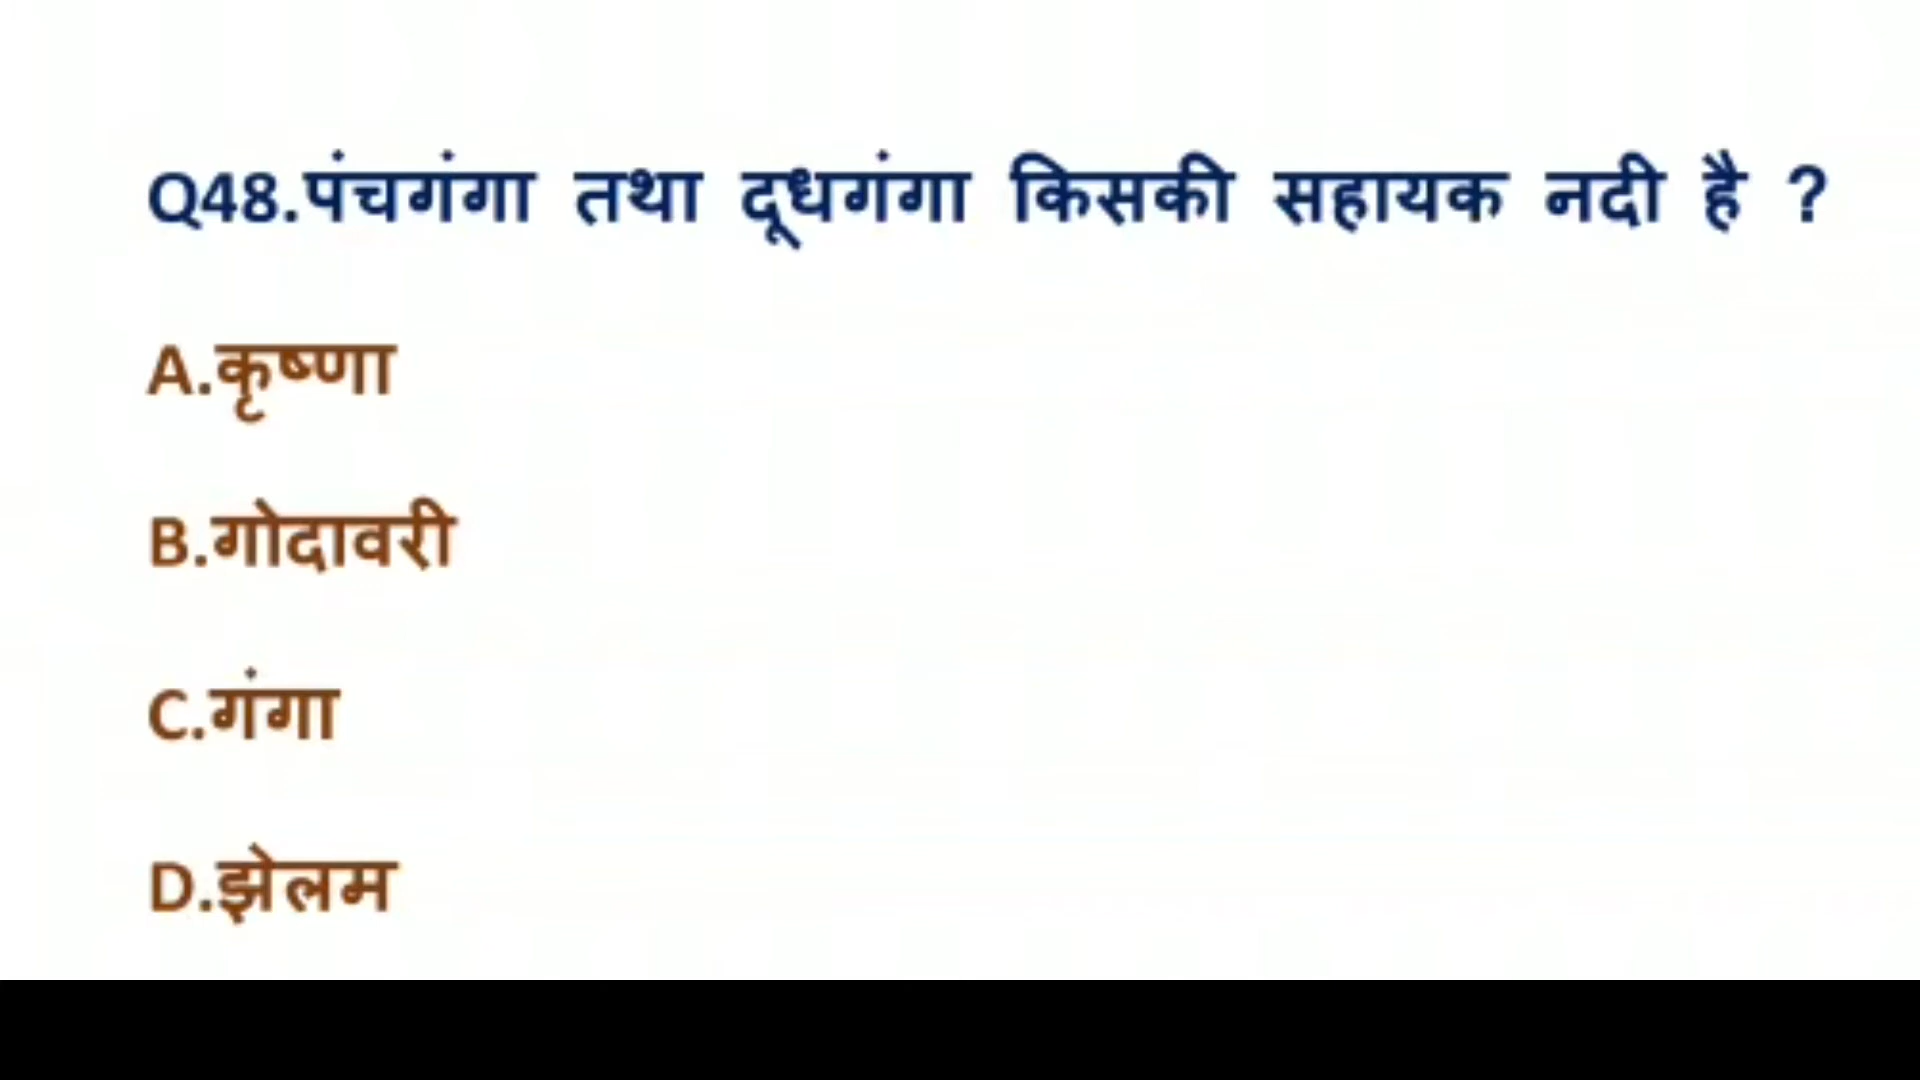 Q48.पंचगंगा तथा दूधगंगा किसकी सहायक नदी है ?
A.कृष्णा
B.गोदावरी
C.गंगा
D.झेलम